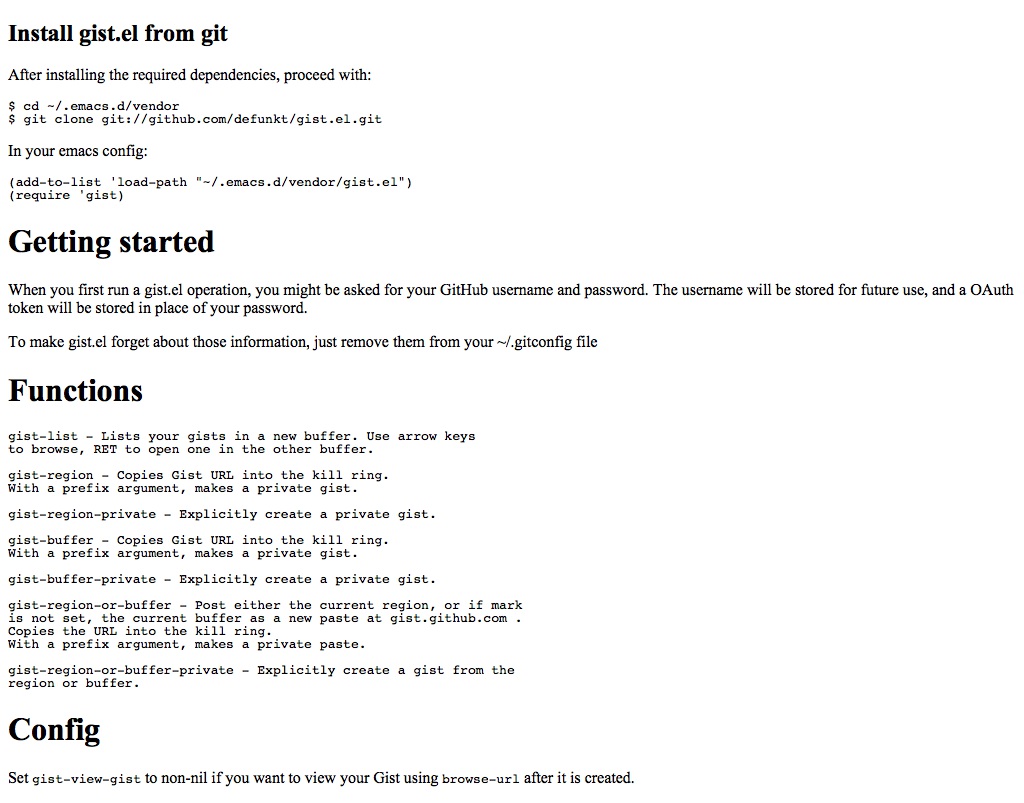 Install gist.el from git
After installing the required dependencies, proceed with:
$ cd ~/.emacs.d/vendor
$ git clone git://github.com/defunkt/gist.el.git
In your emacs config:
(add-to-list 'load-path "~/.emacs.d/vendor/gist.el")
(require 'gist)
Getting started
When you first run a gist.el operation, you might be asked for your GitHub username and password. The username will be stored for future use, and a OAuth
token will be stored in place of your password.
To make gist.el forget about those information, just remove them from your ~/.gitconfig file
Functions
gist-list - Lists your gists in a new buffer. Use arrow keys
to browse, RET to open one in the other buffer.
gist-region - Copies Gist URL into the kill ring.
With a prefix argument, makes a private gist.
gist-region-private - Explicitly create a private gist.
gist-buffer - Copies Gist URL into the kill ring.
With a prefix argument, makes a private gist.
gist-buffer-private - Explicitly create a private gist.
gist-region-or-buffer - Post either the current region, or if mark
is not set, the current buffer as a new paste at gist.github.com .
Copies the URL into the kill ring.
With a prefix argument, makes a private paste.
gist-region-or-buffer-private - Explicitly create a gist from the
region or buffer.
Config
Set gist-view-gist to non-nil if you want to view your Gist using browse-url after it is created.